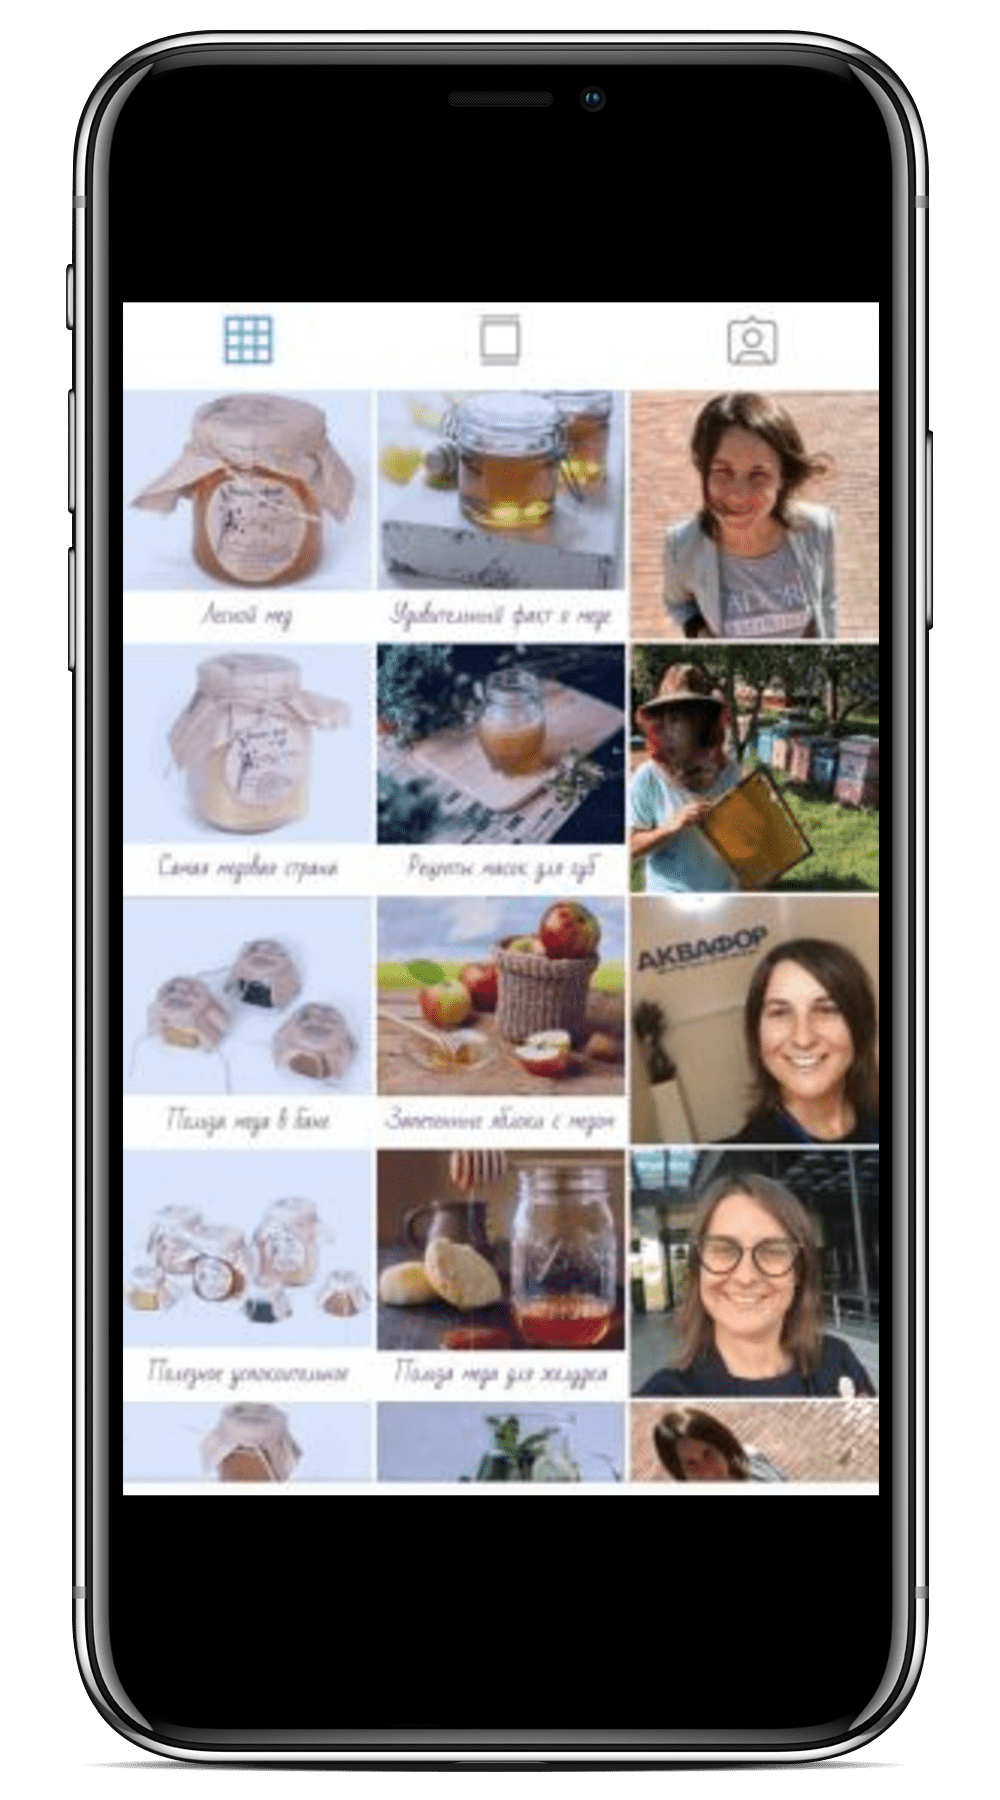 Лесной мед
Удивительный факт о меде
Самая медовая страна
Рецепты масок для губ
АКВАФОР
Польза меда в бане
Запеченные яблоки с медом
Полезное успокоительное
Польза меда для желудка